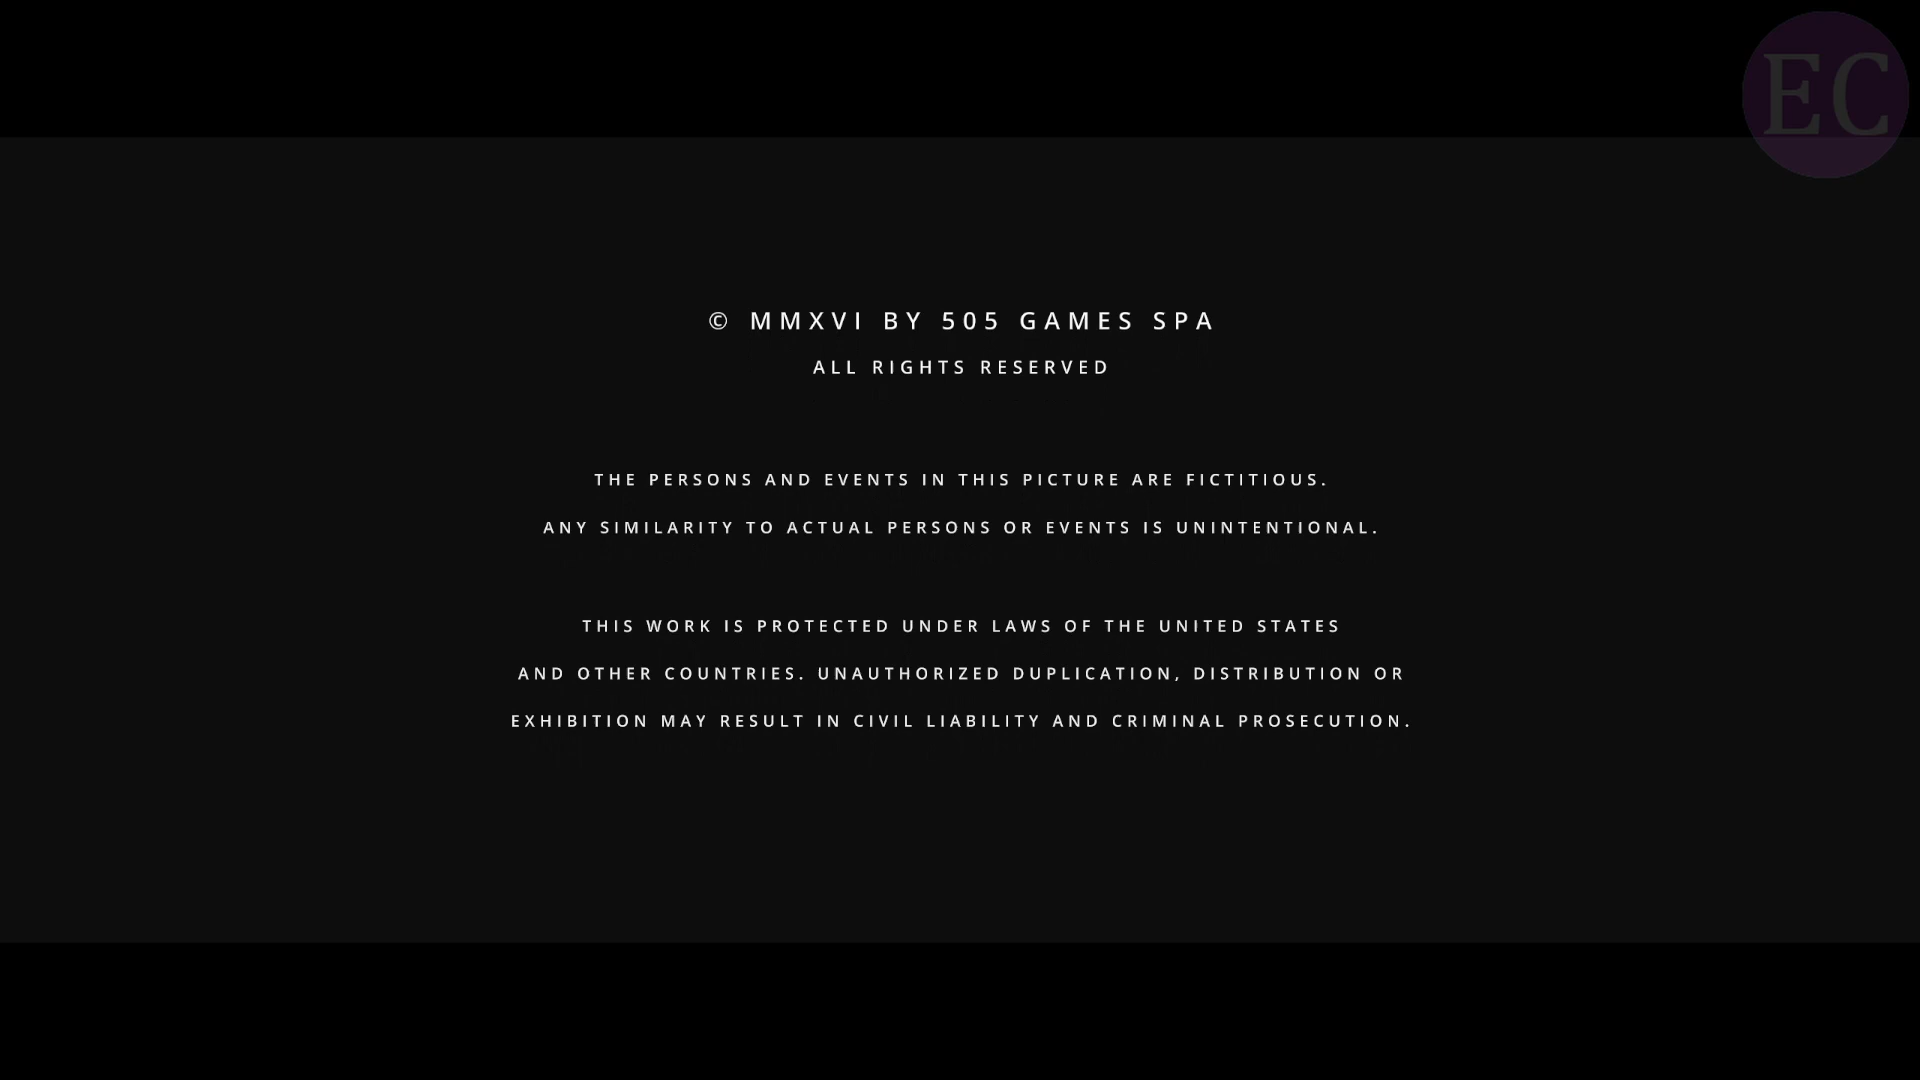 EC
© MMXVI BY 505 GAMES SPA
ALL RIGHTS RESERVED
THE PERSONS AND EVENTS IN THIS PICTURE ARE FICTITIOUS.
ANY SIMILARITY TO ACTUAL PERSONS OR EVENTS IS UNINTENTIONAL.
THIS WORK IS PROTECTED UNDER LAWS OF THE UNITED STATES
AND OTHER COUNTRIES. UNAUTHORIZED DUPLICATION, DISTRIBUTION OR
EXHIBITION MAY RESULT IN CIVIL LIABILITY AND CRIMINAL PROSECUTION.